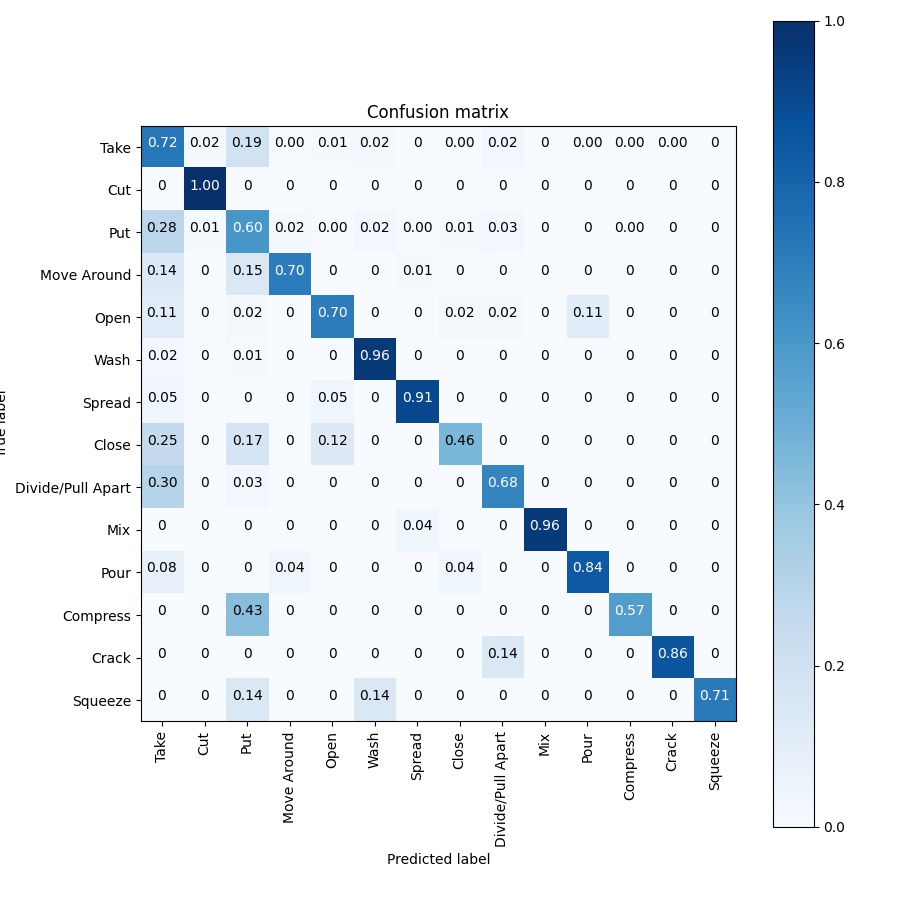 Confusion matrix
1.0
Take 0.72 0.02 0.19 0.00 0.01 0.02 0 0.00 0.02 0 0.00 0.00 0.00 0
Cut 0 1.00 0 0 0 0 0 0 0 0 0 0 0 0
0.8
Put 0.28 0.01 0.60 0.02 0.00 0.02 0.00 0.01 0.03 0 0 0.00 0 0
Move Around 0.14 0 0.15 0.70 0 0 0.01 0 0 0 0 0 0 0
Open 0.11 0 0.02 0 0.70 0 0 0.02 0.02 0 0.11 0 0 0
0.6
Wash 0.02 0 0.01 0 0 0.96 0 0 0 0 0 0 0 0
Spread 0.05 0 0 0 0.05 0 0.91 0 0 0 0 0 0 0
Close 0.25 0 0.17 0 0.12 0 0 0.46 0 0 0 0 0 0
Divide/Pull Apart 0.30 0 0.03 0 0 0 0 0 0.68 0 0 0 0 0
0.4
Mix 0 0 0 0 0 0 0.04 0 0 0.96 0 0 0 0
Pour 0.08 0 0 0.04 0 0 0 0.04 0 0 0.84 0 0 0
Compress 0 0 0.43 0 0 0 0 0 0 0 0 0.57 0 0
Crack 0 0 0 0 0 0 0 0 0.14 0 0 0 0.86 0
0.2
Squeeze 0 0 0.14 0 0 0.14 0 0 0 0 0 0 0 0.71
Take Cut Put Move Around Open Wash Spread Close Divide/Pull Apart Mix Pour Compress Crack Squeeze
0.0
Predicted label